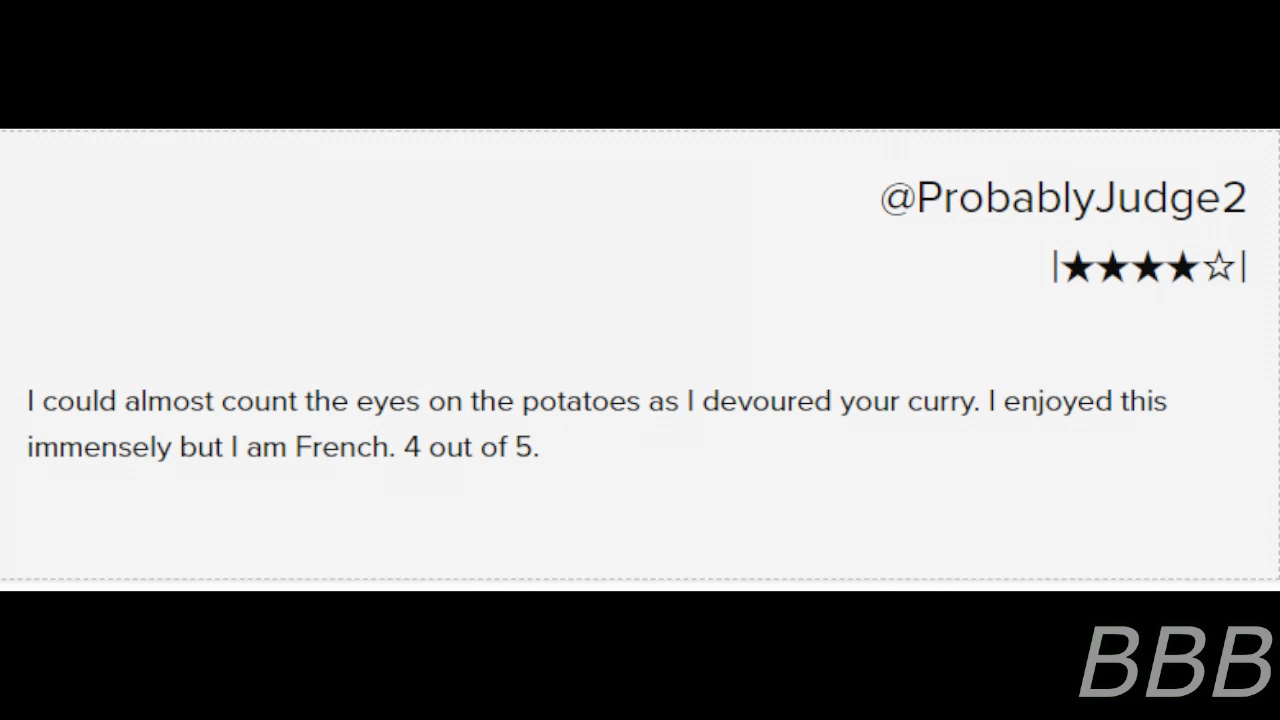 @ProbablyJudge2
|★★★★☆|
I could almost count the eyes on the potatoes as I devoured your curry. I enjoyed this
immensely but I am French. 4 out of 5.
BBB